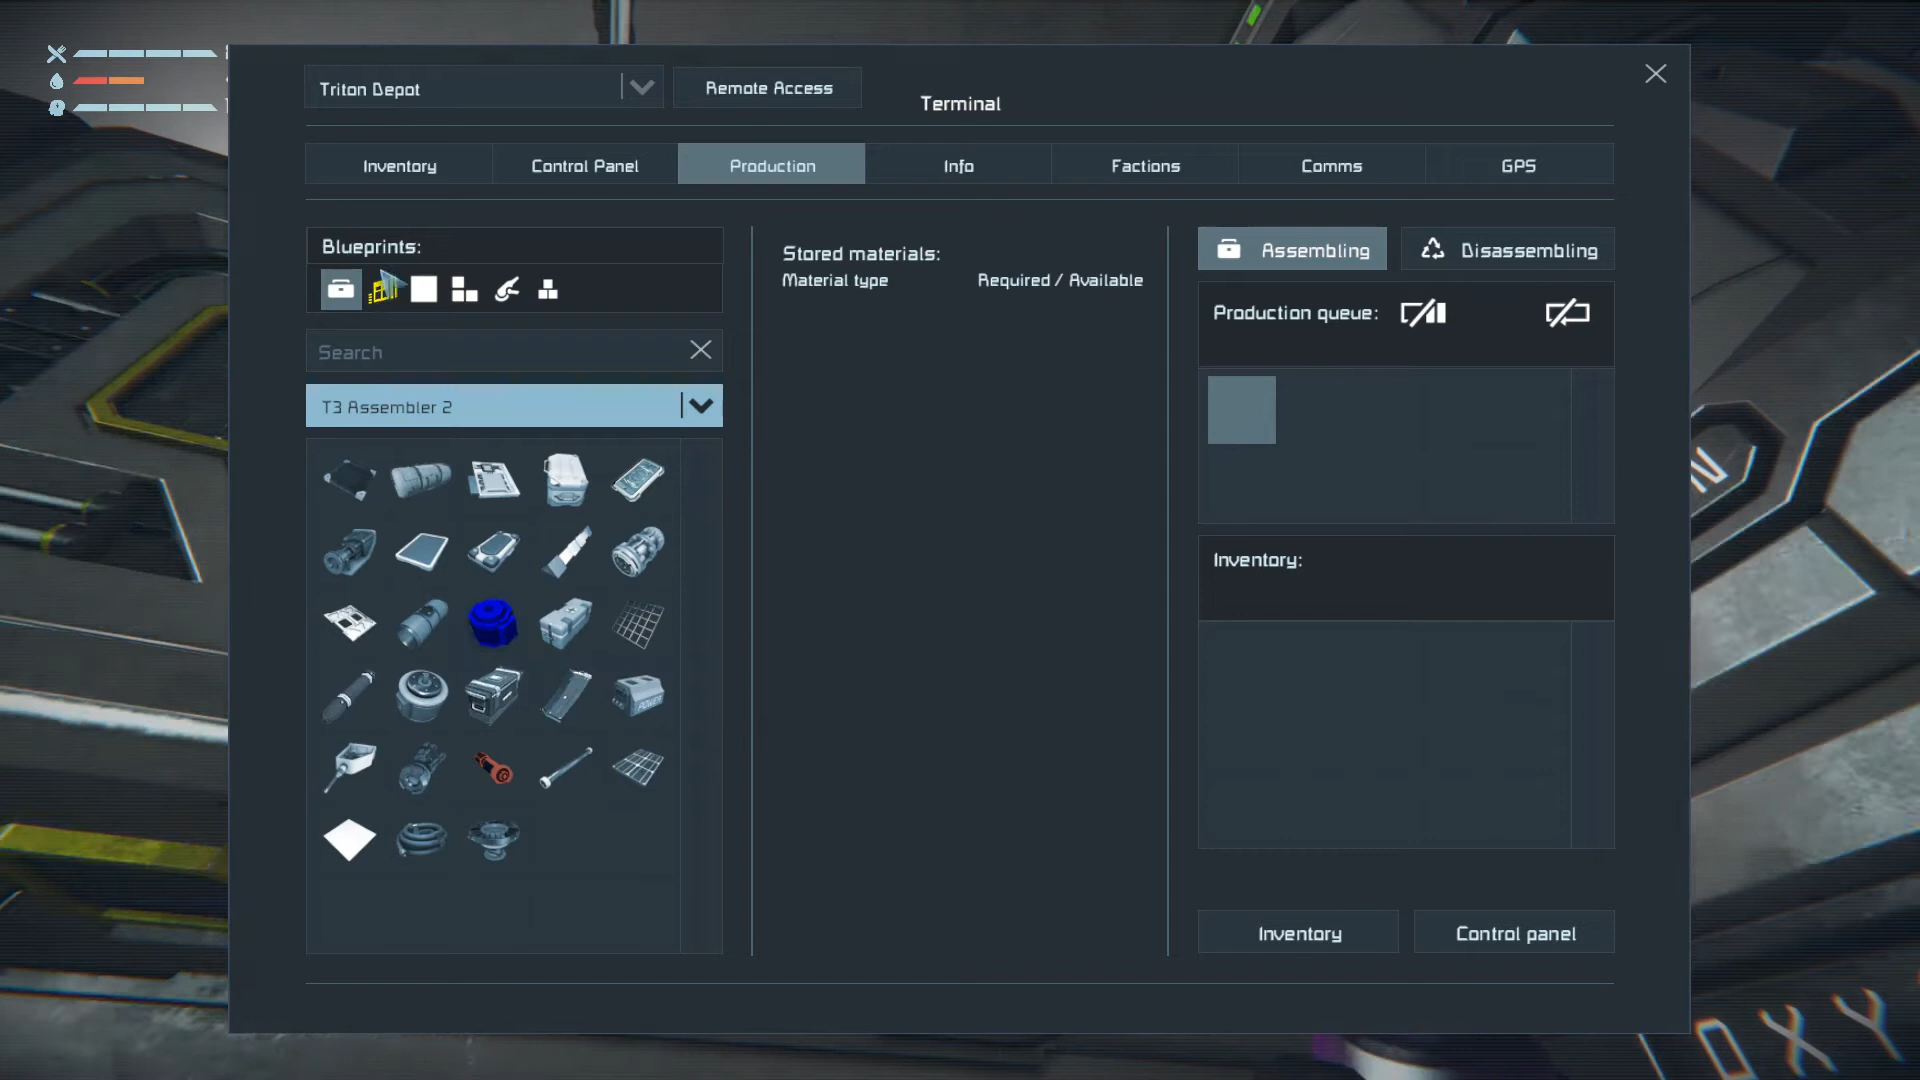 Triton Depot
Remote Access
Terminal
Inventory
Control Panel
Production
Info
Factions
Comms
GPS
Blueprints:
Search
T3 Assembler 2
Stored materials:
Material type
Required / Available
Assembling
Disassembling
Production queue:
Inventory:
Inventory
Control panel
N
OXY